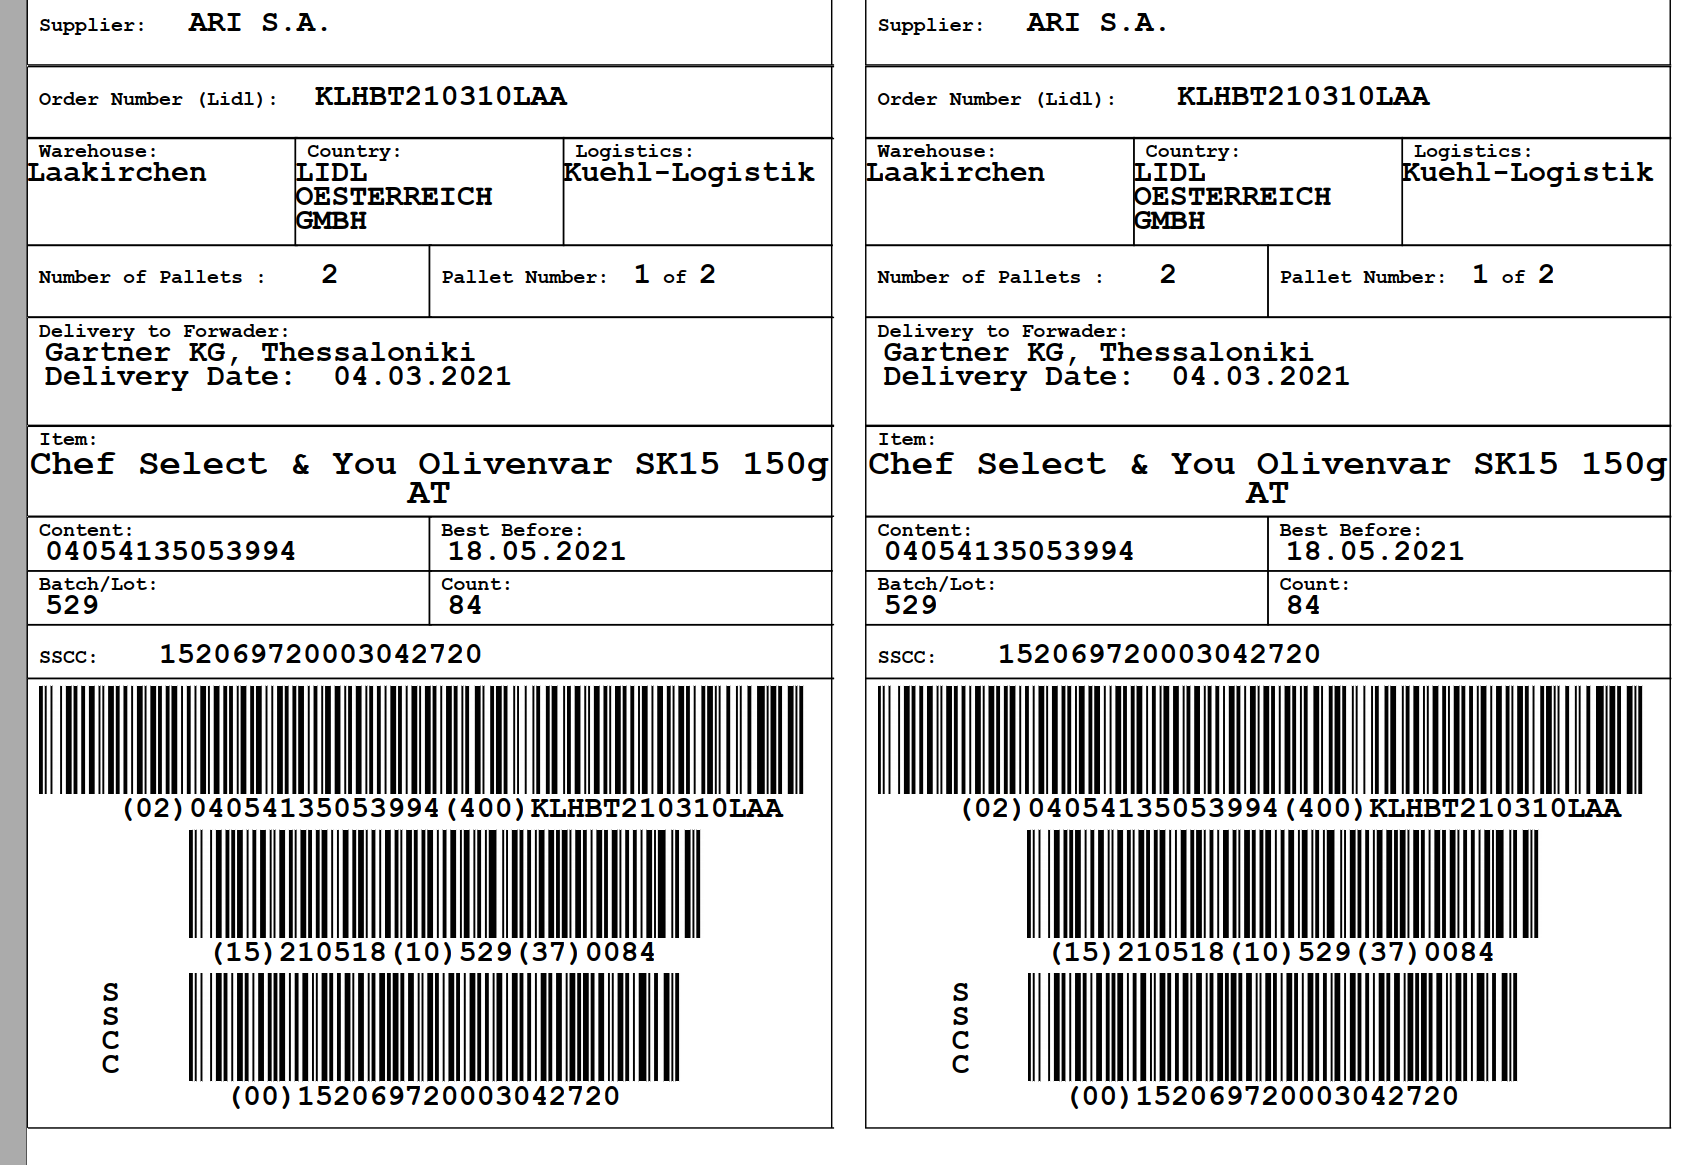 Supplier: ARI S.A.
Order Number (Lidl): KLHBT210310LAA
Warehouse: Country: Logistics:
Laakirchen LIDL Kuehl-Logistik
OESTERREICH
GMBH
Number of Pallets : 2 Pallet Number: 1 of 2
Delivery to Forwader:
Gartner KG, Thessaloniki
Delivery Date: 04.03.2021
Item:
Chef Select & You Olivenvar SK15 150g
AT
Content: Best Before:
04054135053994 18.05.2021
Batch/Lot: Count:
529 84
SSCC: 152069720003042720
(02)04054135053994(400)KLHBT210310LAA
(15)210518(10)529(37)0084
S
S
C
C
(00)152069720003042720
Supplier: ARI S.A.
Order Number (Lidl): KLHBT210310LAA
Warehouse: Country: Logistics:
Laakirchen LIDL Kuehl-Logistik
OESTERREICH
GMBH
Number of Pallets : 2 Pallet Number: 1 of 2
Delivery to Forwader:
Gartner KG, Thessaloniki
Delivery Date: 04.03.2021
Item:
Chef Select & You Olivenvar SK15 150g
AT
Content: Best Before:
04054135053994 18.05.2021
Batch/Lot: Count:
529 84
SSCC: 152069720003042720
(02)04054135053994(400)KLHBT210310LAA
(15)210518(10)529(37)0084
S
S
C
C
(00)152069720003042720